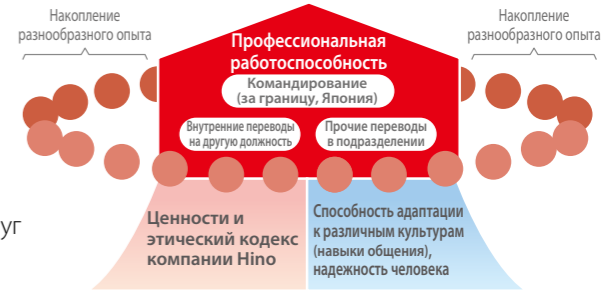 Накопление
разнообразного опыта
Накопление
разнообразного опыта
Профессиональная
работоспособность
Командирование
(за границу, Япония)
Внутренние переводы
на другую должность
Прочие переводы
в подразделении
уг
Ценности и
этический кодекс
компании Hino
Способность адаптации
к различным культурам
(навыки общения),
надежность человека